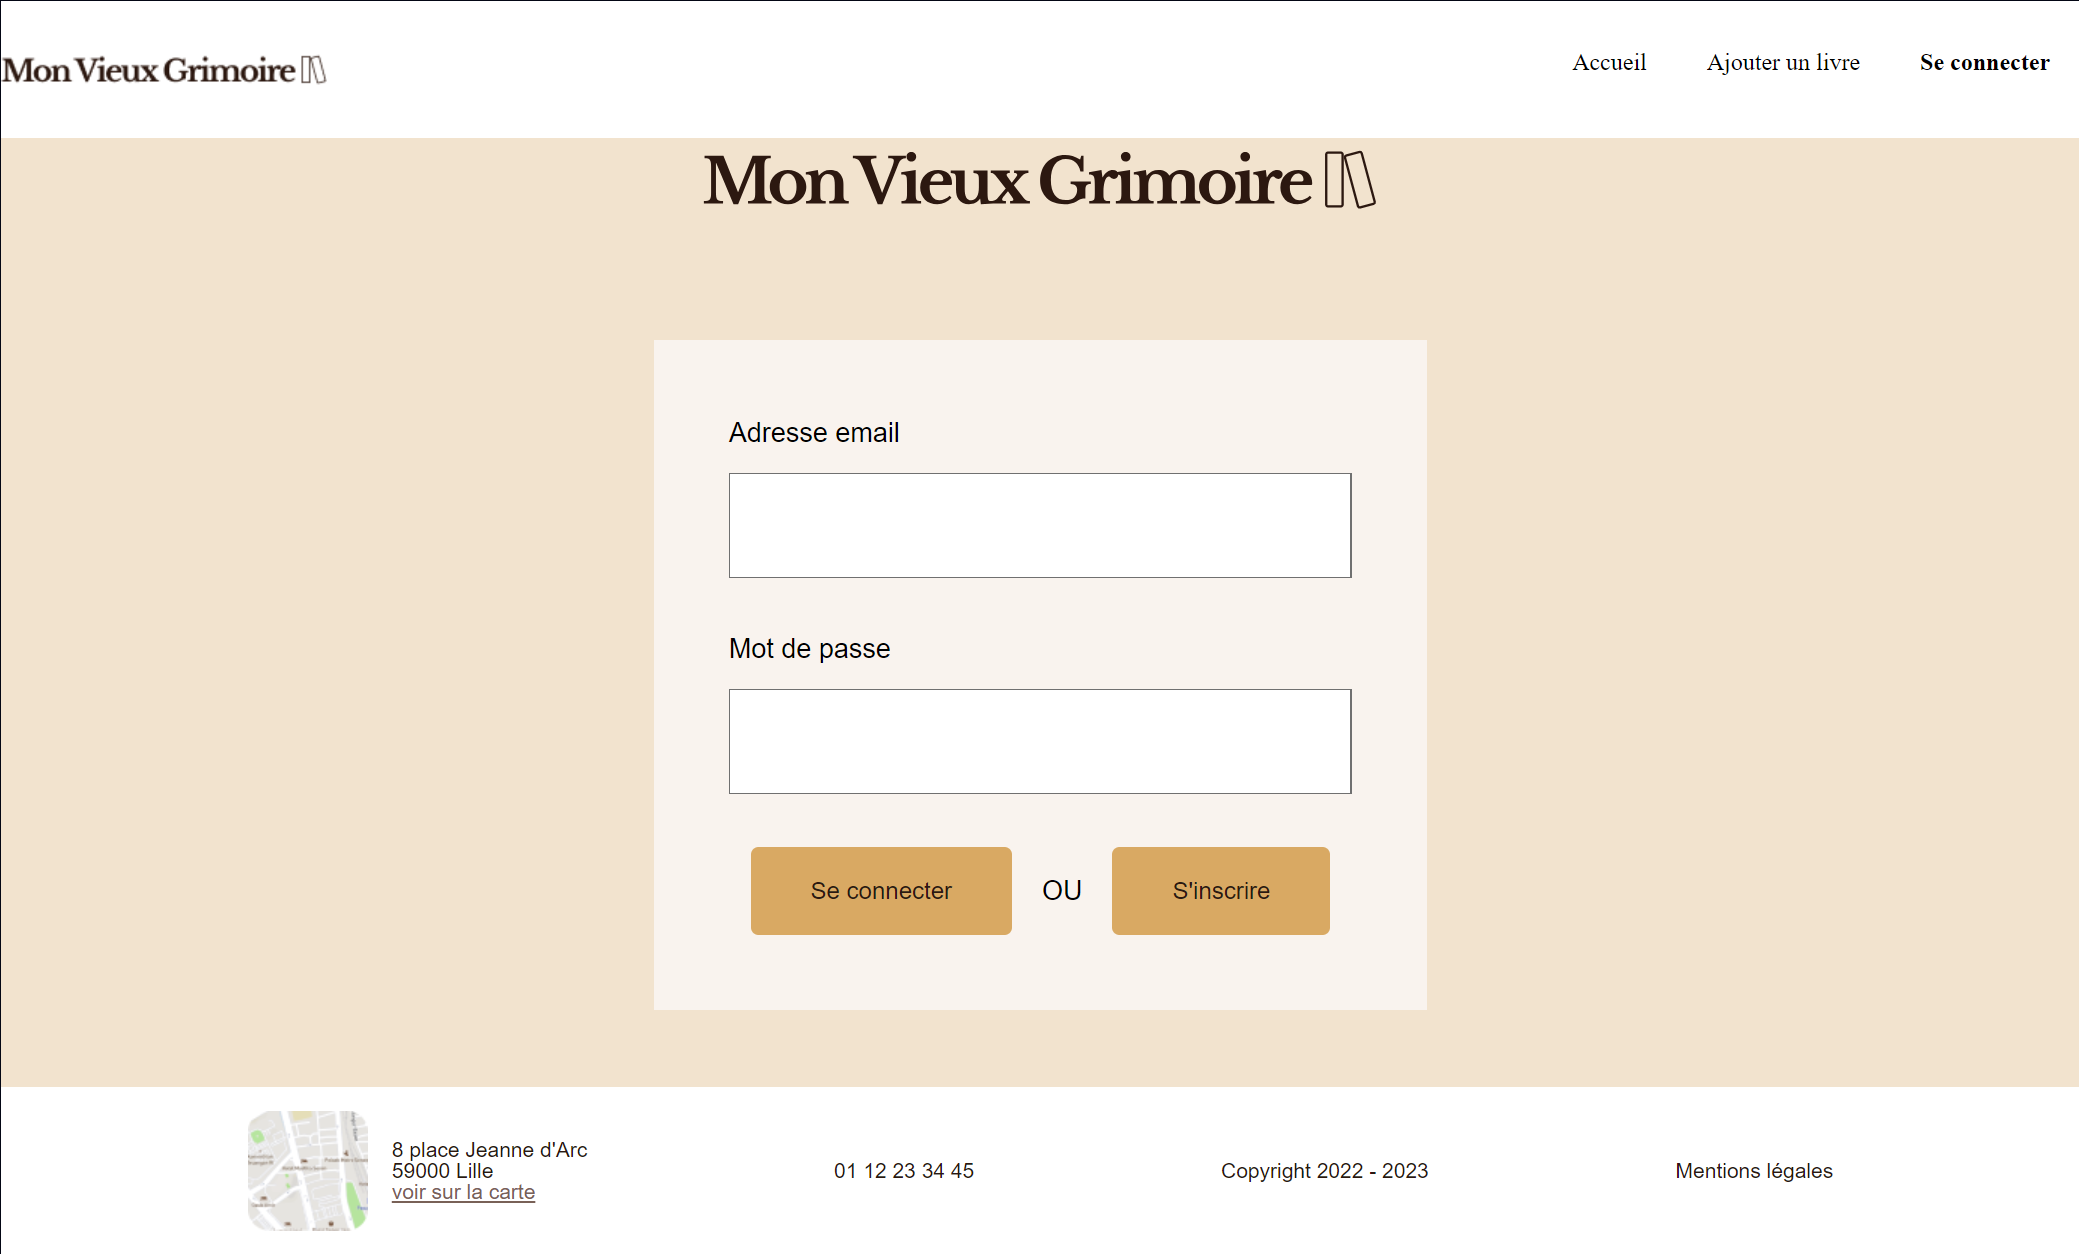 Mon Vieux Grimoire
Accueil
Ajouter un livre
Se connecter
Mon Vieux Grimoire
Adresse email
Mot de passe
Se connecter
OU
S'inscrire
8 place Jeanne d'Arc
59000 Lille
voir sur la carte
01 12 23 34 45
Copyright 2022 - 2023
Mentions légales